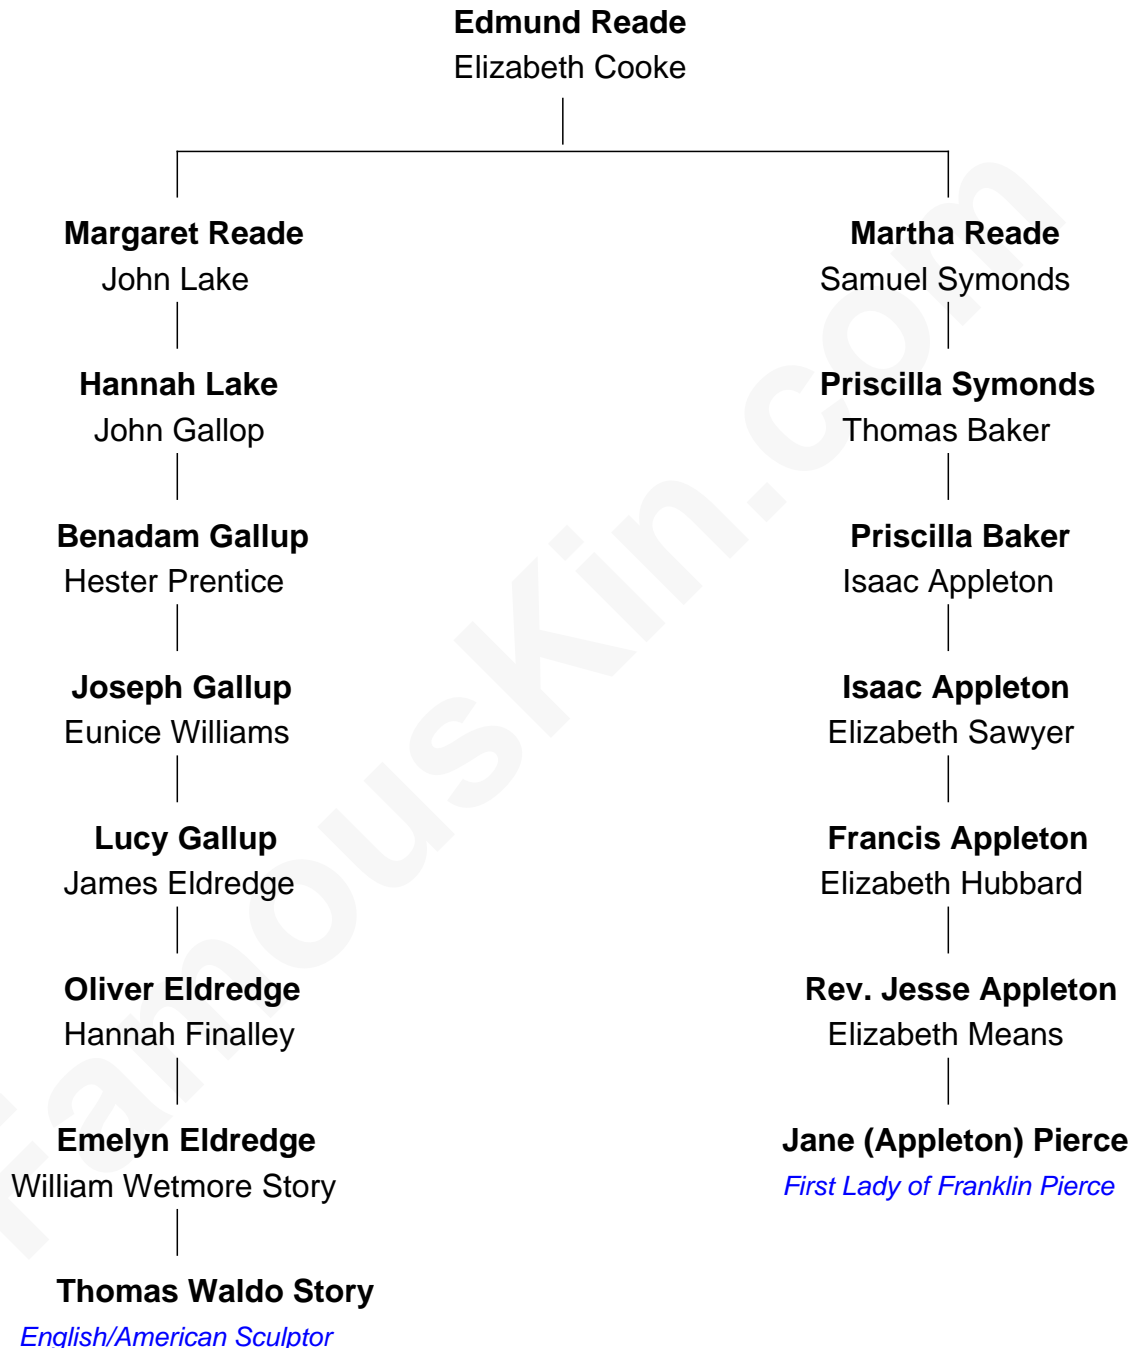 Edmund Reade
Elizabeth Cooke
Margaret Reade
John Lake
Martha Reade
Samuel Symonds
Hannah Lake
John Gallop
Priscilla Symonds
Thomas Baker
Benadam Gallup
Hester Prentice
Priscilla Baker
Isaac Appleton
Joseph Gallup
Eunice Williams
Isaac Appleton
Elizabeth Sawyer
Lucy Gallup
James Eldredge
Francis Appleton
Elizabeth Hubbard
Oliver Eldredge
Hannah Finalley
Rev. Jesse Appleton
Elizabeth Means
Emelyn Eldredge
William Wetmore Story
Jane (Appleton) Pierce
First Lady of Franklin Pierce
Thomas Waldo Story
English/American Sculptor
FamousKin.com